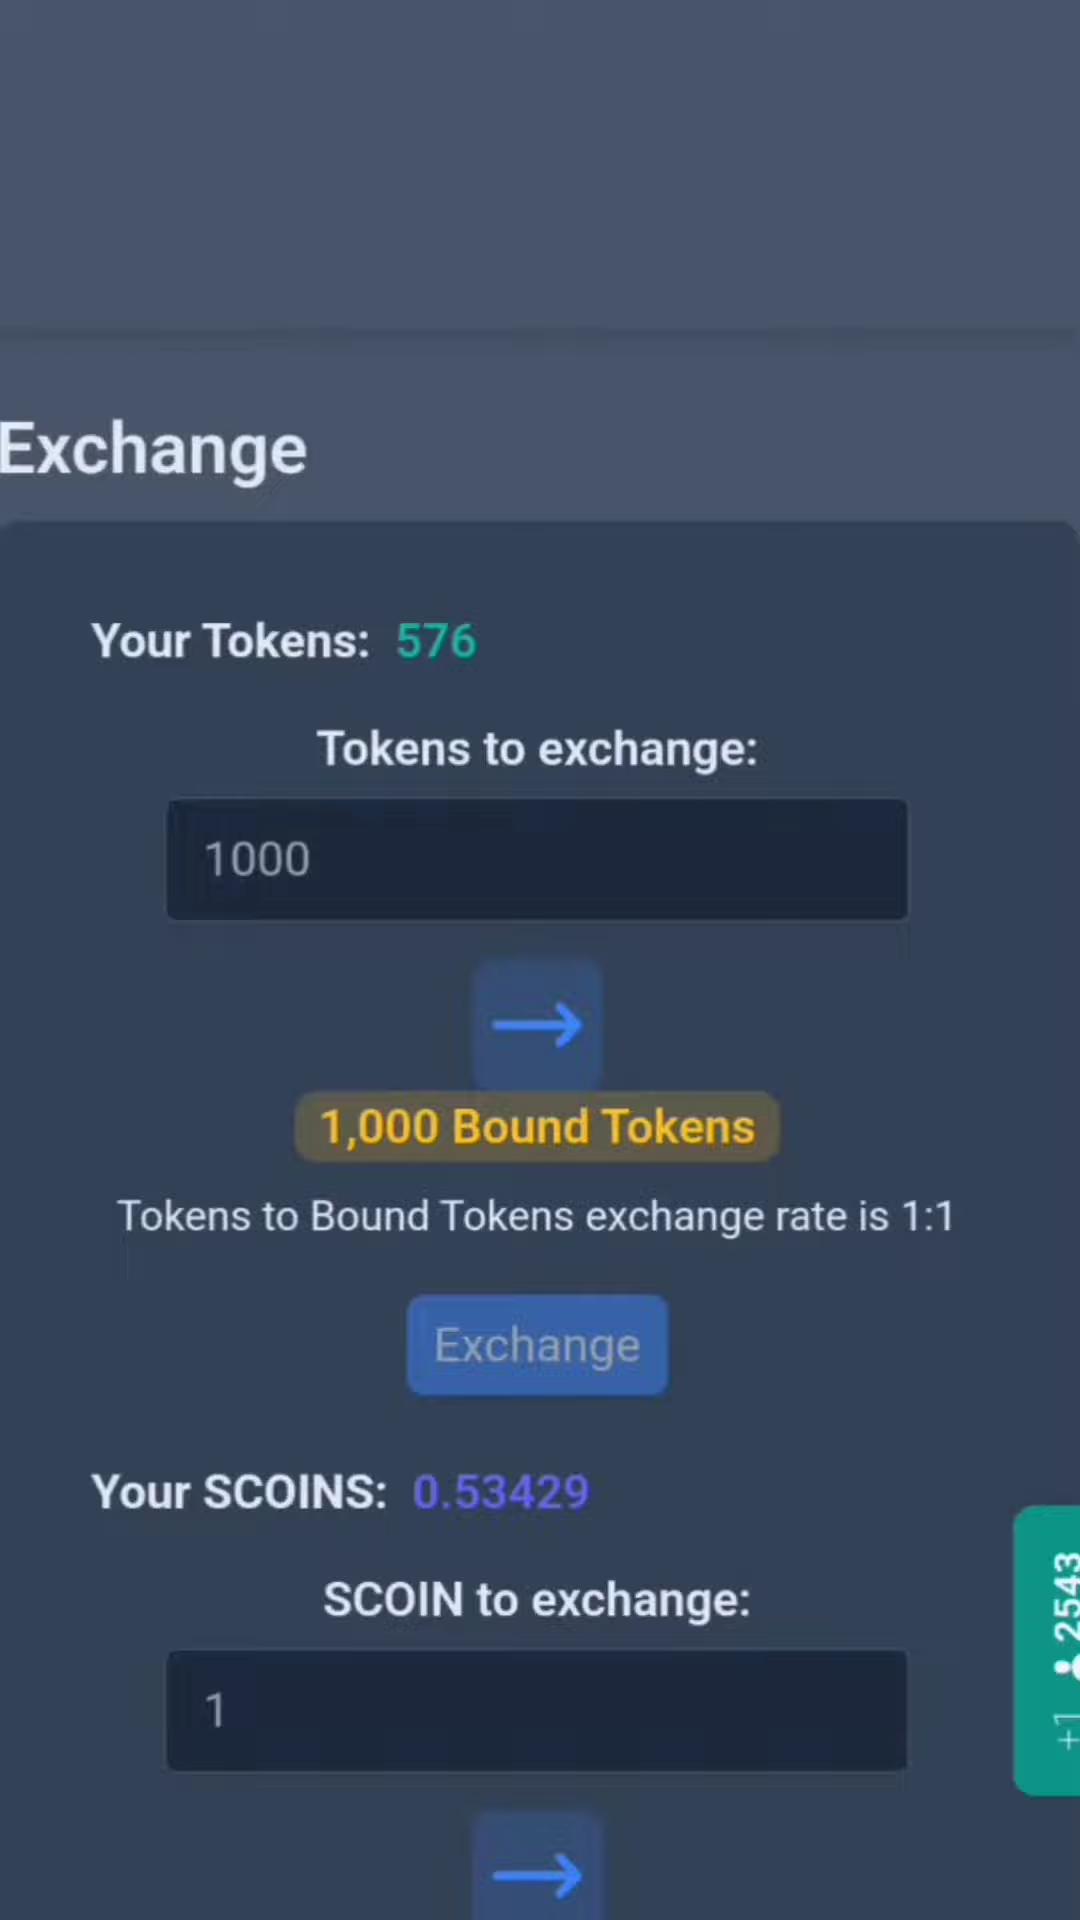 Exchange
Your Tokens: 576
Tokens to exchange:
1000
1,000 Bound Tokens
Tokens to Bound Tokens exchange rate is 1:1
Exchange
Your SCOINS: 0.53429
SCOIN to exchange:
1
+1 2543